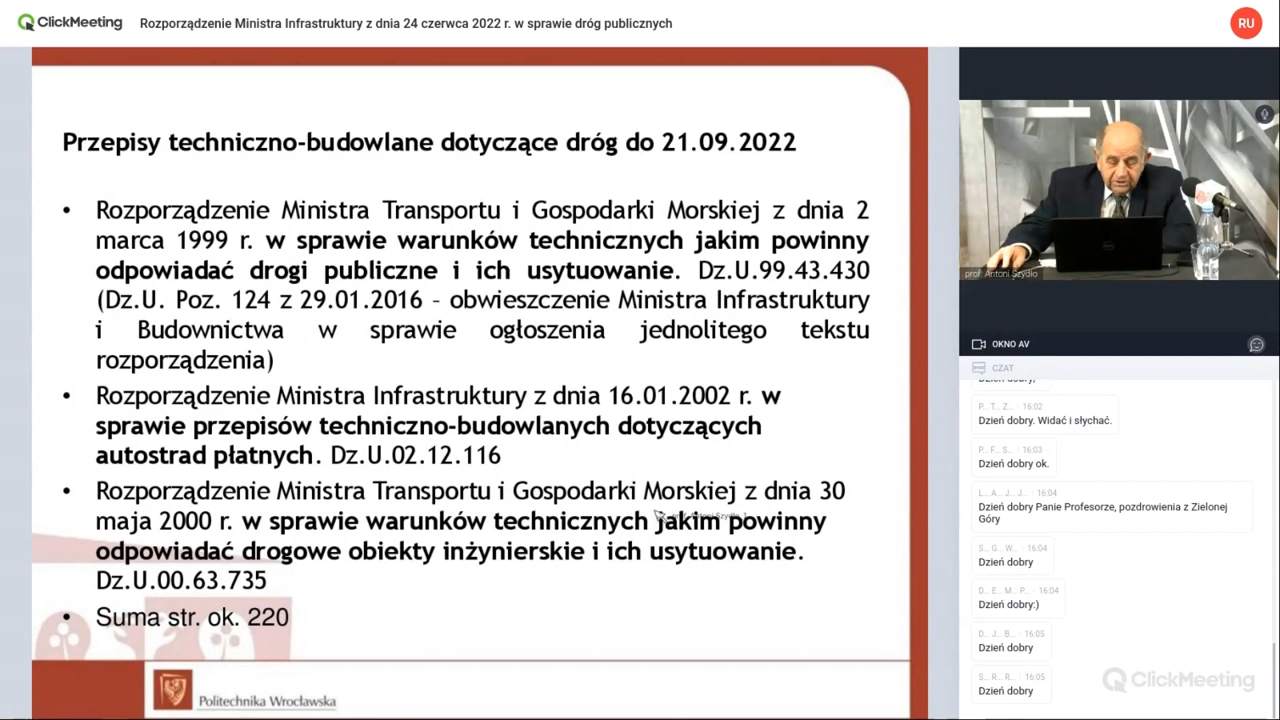 ClickMeeting
Rozporządzenie Ministra Infrastruktury z dnia 24 czerwca 2022 r. w sprawie dróg publicznych
RU
Przepisy techniczno-budowlane dotyczące dróg do 21.09.2022
• Rozporządzenie Ministra Transportu i Gospodarki Morskiej z dnia 2
marca 1999 r. w sprawie warunków technicznych jakim powinny
odpowiadać drogi publiczne i ich usytuowanie. Dz.U.99.43.430
(Dz.U. Poz. 124 z 29.01.2016 – obwieszczenie Ministra Infrastruktury
i Budownictwa w sprawie ogłoszenia jednolitego tekstu
rozporządzenia)
• Rozporządzenie Ministra Infrastruktury z dnia 16.01.2002 r. w
sprawie przepisów techniczno-budowlanych dotyczących
autostrad płatnych. Dz.U.02.12.116
• Rozporządzenie Ministra Transportu i Gospodarki Morskiej z dnia 30
maja 2000 r. w sprawie warunków technicznych jakim powinny
odpowiadać drogowe obiekty inżynierskie i ich usytuowanie.
Dz.U.00.63.735
• Suma str. ok. 220
Politechnika Wrocławska
prof. Antoni Szydło
OKNO AV
CZAT
Dzień dobry,
P... T... Z... 16:02
Dzień dobry. Widać i słychać.
P... F... S... 16:03
Dzień dobry ok.
L... A... J... J... 16:04
Dzień dobry Panie Profesorze, pozdrowienia z Zielonej
Góry
S... G... W... 16:04
Dzień dobry
D... E... M... P... 16:04
Dzień dobry:)
D... J... B... 16:05
Dzień dobry
S... R... R... 16:05
Dzień dobry
ClickMeeting